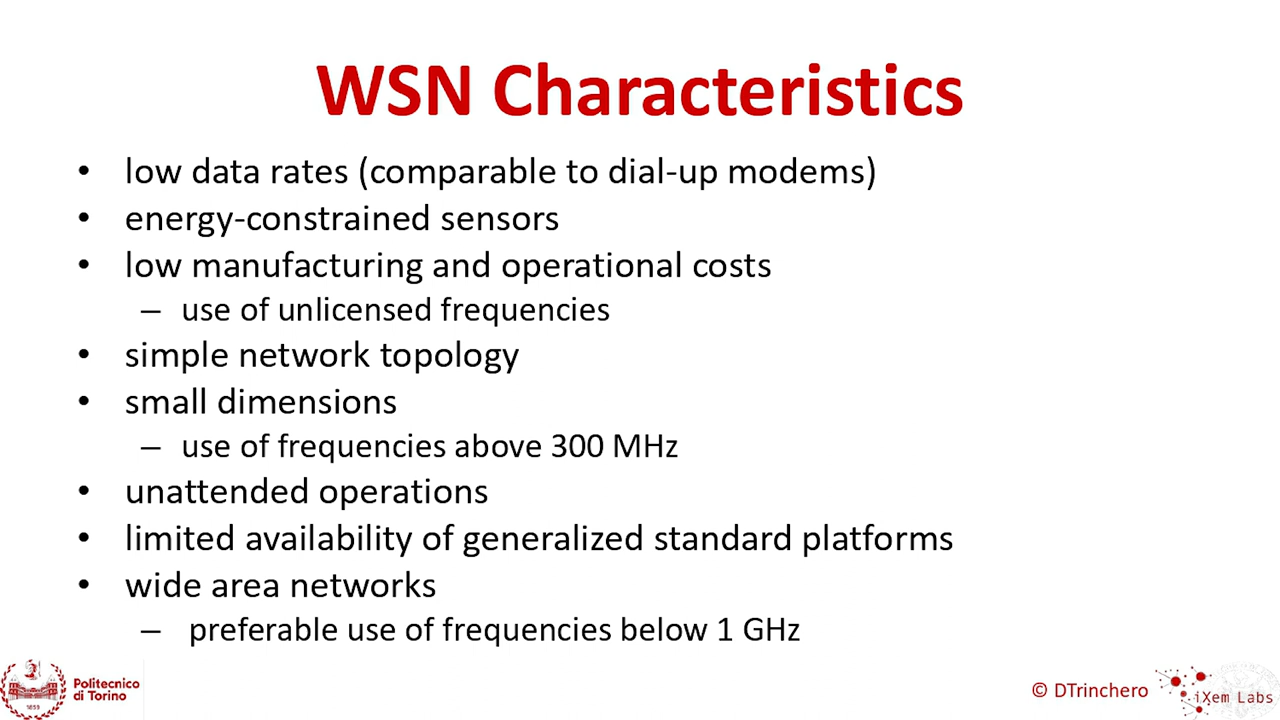 WSN Characteristics
• low data rates (comparable to dial-up modems)
• energy-constrained sensors
• low manufacturing and operational costs
– use of unlicensed frequencies
• simple network topology
• small dimensions
– use of frequencies above 300 MHz
• unattended operations
• limited availability of generalized standard platforms
• wide area networks
– preferable use of frequencies below 1 GHz
Politecnico
di Torino
1859
© DTrinchero
iXem Labs